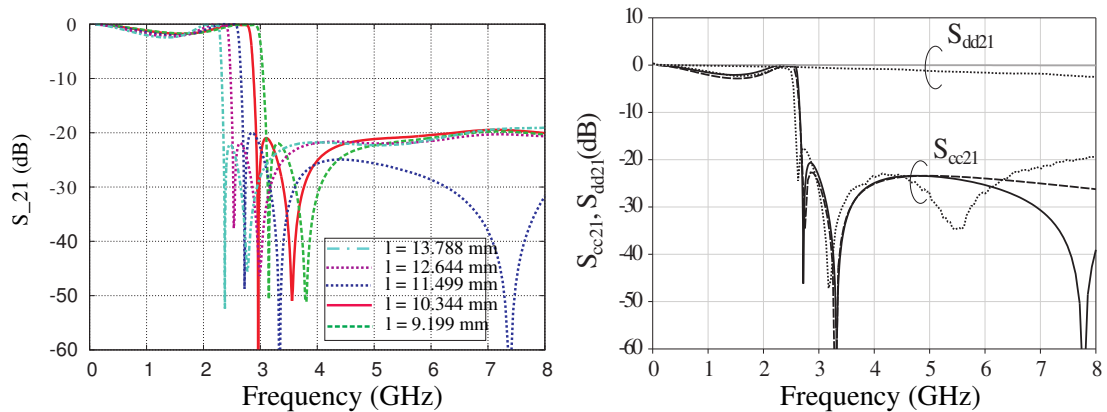 0
-10
-20
-30
-40
-50
-60
S_21 (dB)
l = 13.788 mm
l = 12.644 mm
l = 11.499 mm
l = 10.344 mm
l = 9.199 mm
0 1 2 3 4 5 6 7 8
Frequency (GHz)
10
0
-10
-20
-30
-40
-50
-60
Scc21, Sdd21(dB)
Sdd21
Scc21
0 1 2 3 4 5 6 7 8
Frequency (GHz)